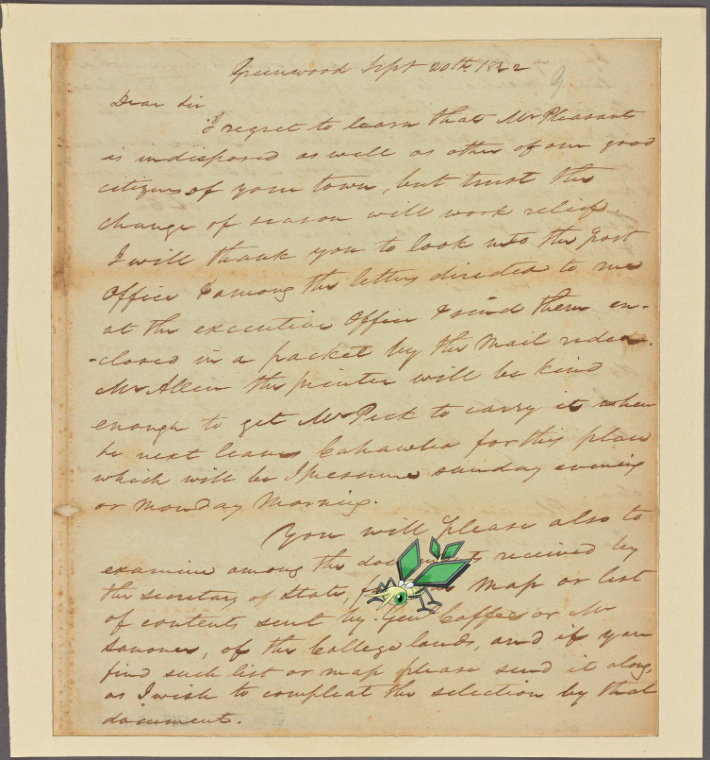 Greenwood Sept 20th 1822
9
Dear Sir
I regret to learn that Mr Pleasants
is indisposed as well as other of our good
citizens of your town, but trust the
change of season will work relief.
I will thank you to look into the Post
Office & among the letters directed to me
at the executive Office & send them en-
-closed in a packet by the Mail rider.
Mr Allen the printer will be kind
enough to get Mr Peck to carry it when
he next leaves Cahawba for this place
which will be I presume sunday evening
or monday Morning.
You will please also to
examine among the received by
the secretary of State, map or list
of contents sent by Gen Coffee or Mr
of the College lands, and if you
find such list or map please send it along,
as I wish to compleat the selection by that
document.